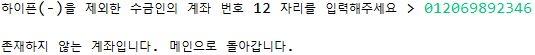 하이픈(-)을 제외한 수금인의 계좌 번호 12 자리를 입력해주세요 > 012069892346
존재하지 않는 계좌입니다. 메인으로 돌아갑니다.